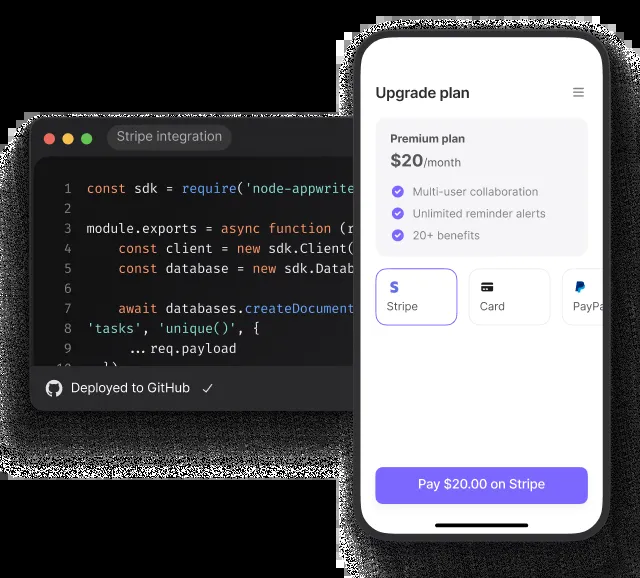 Stripe integration
1 const sdk = require('node-appwrite
2
3 module.exports = async function (r
4 const client = new sdk.Client(
5 const database = new sdk.Datab
6
7 await databases.createDocument
8 'tasks', 'unique()', {
9 ...req.payload
Deployed to GitHub
Upgrade plan
Premium plan
$20/month
Multi-user collaboration
Unlimited reminder alerts
20+ benefits
Stripe
Card
PayPa
Pay $20.00 on Stripe